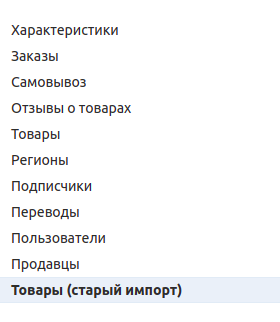 Характеристики
Заказы
Самовывоз
Отзывы о товарах
Товары
Регионы
Подписчики
Переводы
Пользователи
Продавцы
Товары (старый импорт)